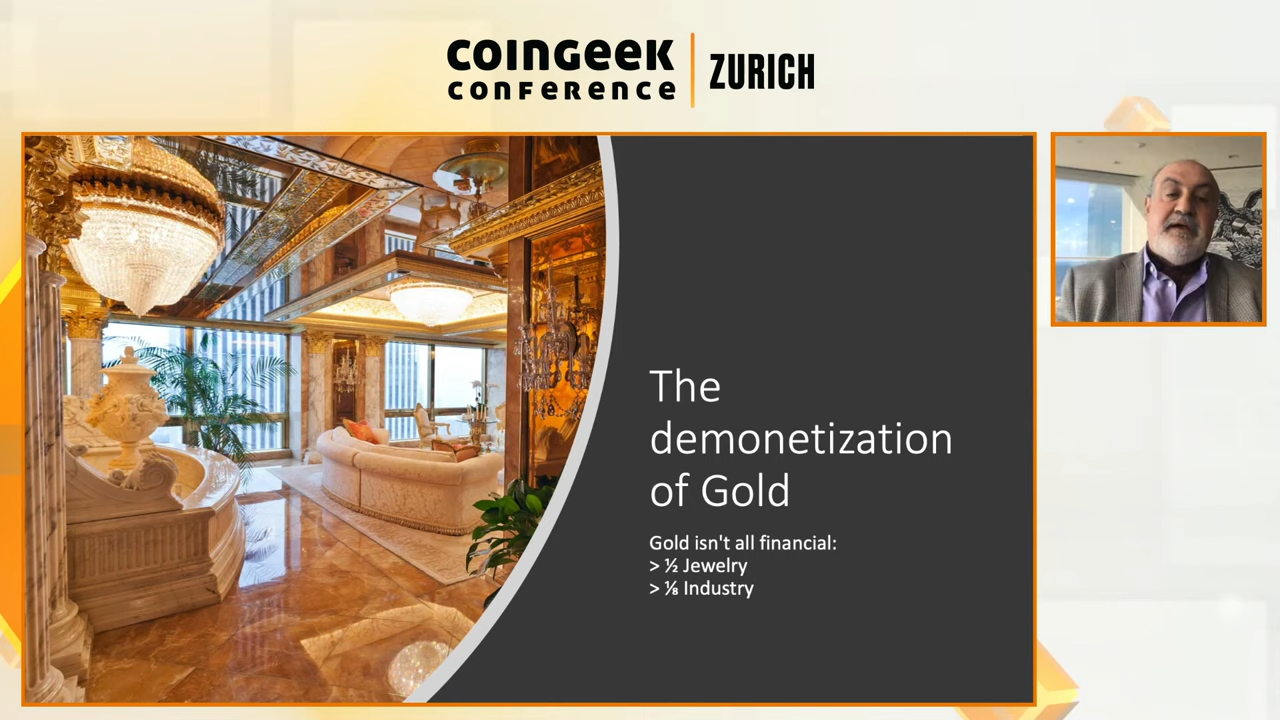 COINGEEK
CONFERENCE
ZURICH
The
demonetization
of Gold
Gold isn't all financial:
> ½ Jewelry
> ⅛ Industry